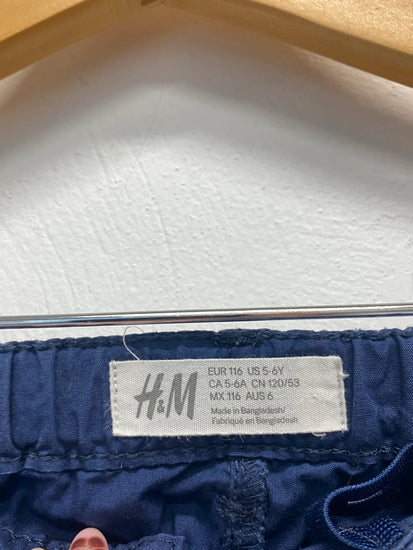 H&M
EUR 116 US 5-6Y
CA 5-6A CN 120/53
MX 116 AUS 6
Made in Bangladesh/
Fabriqué en Bangladesh